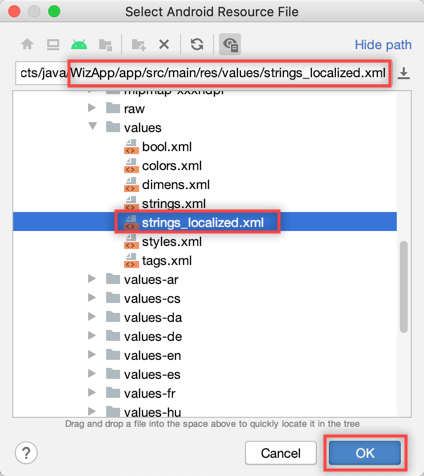 Select Android Resource File
Hide path
cts/java/WizApp/app/src/main/res/values/strings_localized.xml
mipmap-xxxhdpi
raw
values
bool.xml
colors.xml
dimens.xml
strings.xml
strings_localized.xml
styles.xml
tags.xml
values-ar
values-cs
values-da
values-de
values-en
values-es
values-fr
values-hu
Drag and drop a file into the space above to quickly locate it in the tree
?
Cancel
OK